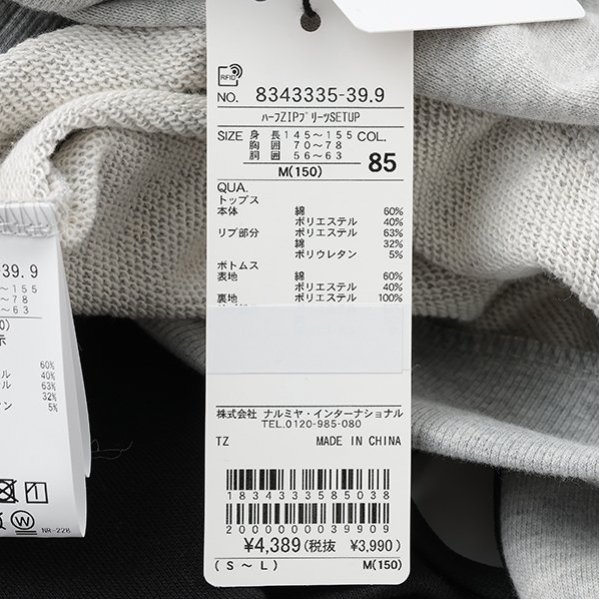 RFID
NO. 8343335-39.9
ハーフZIPプリーツSETUP
SIZE 身 長 145～155 COL.
胸 囲 70～78
胴 囲 56～63 85
M(150)
QUA.
トップス
本体 綿 60%
ポリエステル 40%
リブ部分 ポリエステル 63%
綿 32%
ポリウレタン 5%
ボトムス
表地 綿 60%
ポリエステル 40%
裏地 ポリエステル 100%
株式会社 ナルミヤ・インターナショナル
TEL.0120-985-080
TZ MADE IN CHINA
1834333585038
2000000039909
¥4,389(税抜 ¥3,990)
(S～L) M(150)
-39.9
～155
～78
～63
0)
示
60%
ル 40%
ル 63%
32%
タン 5%
W
NR-228